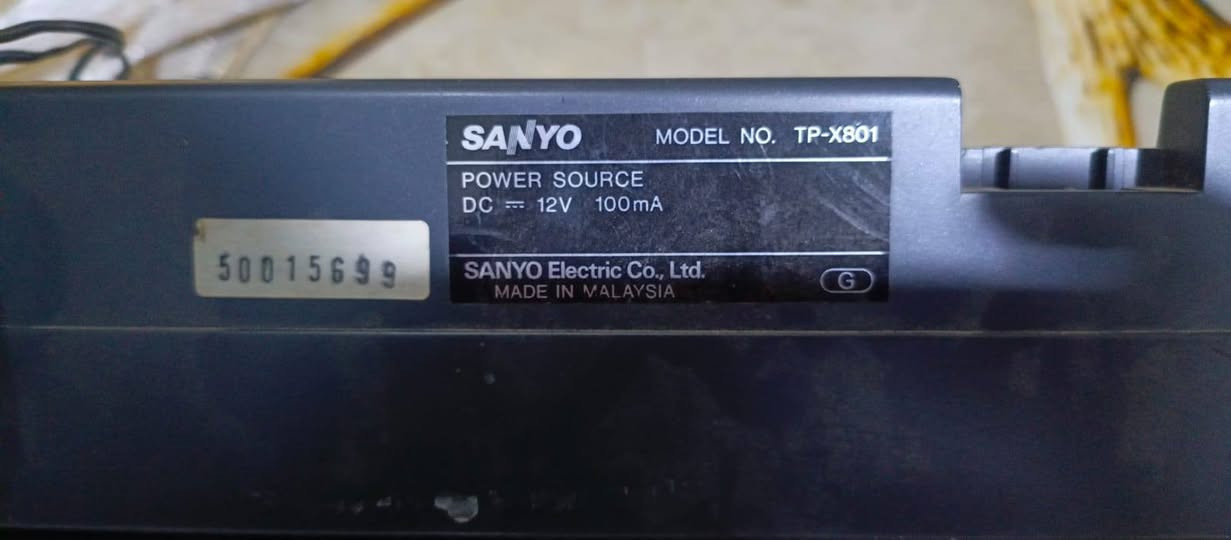 SANYO MODEL NO. TP-X801
POWER SOURCE
DC ⎓ 12V 100mA
50015699
SANYO Electric Co., Ltd.
MADE IN MALAYSIA
G